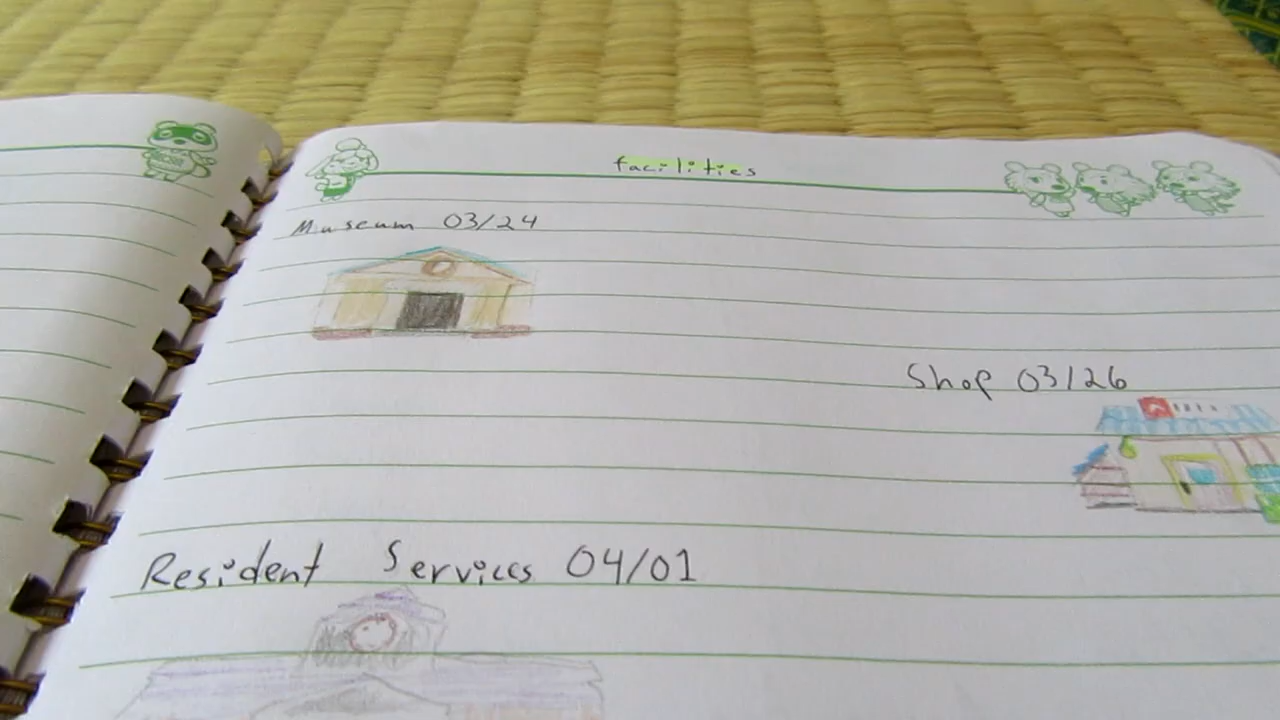 facilities
Museum 03/24
Shop 03/26
Resident Services 04/01